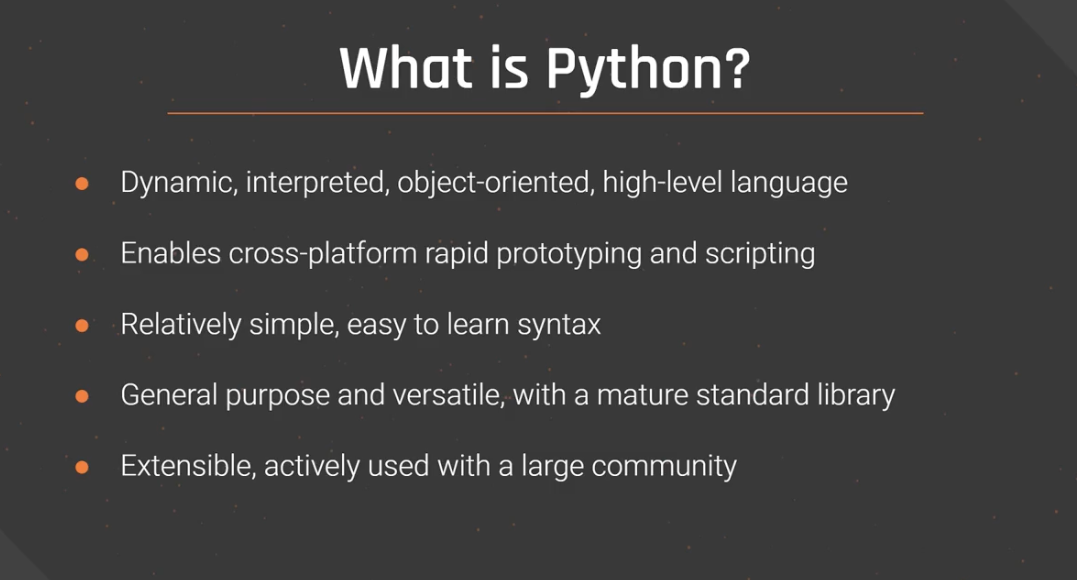 What is Python?
Dynamic, interpreted, object-oriented, high-level language
Enables cross-platform rapid prototyping and scripting
Relatively simple, easy to learn syntax
General purpose and versatile, with a mature standard library
Extensible, actively used with a large community